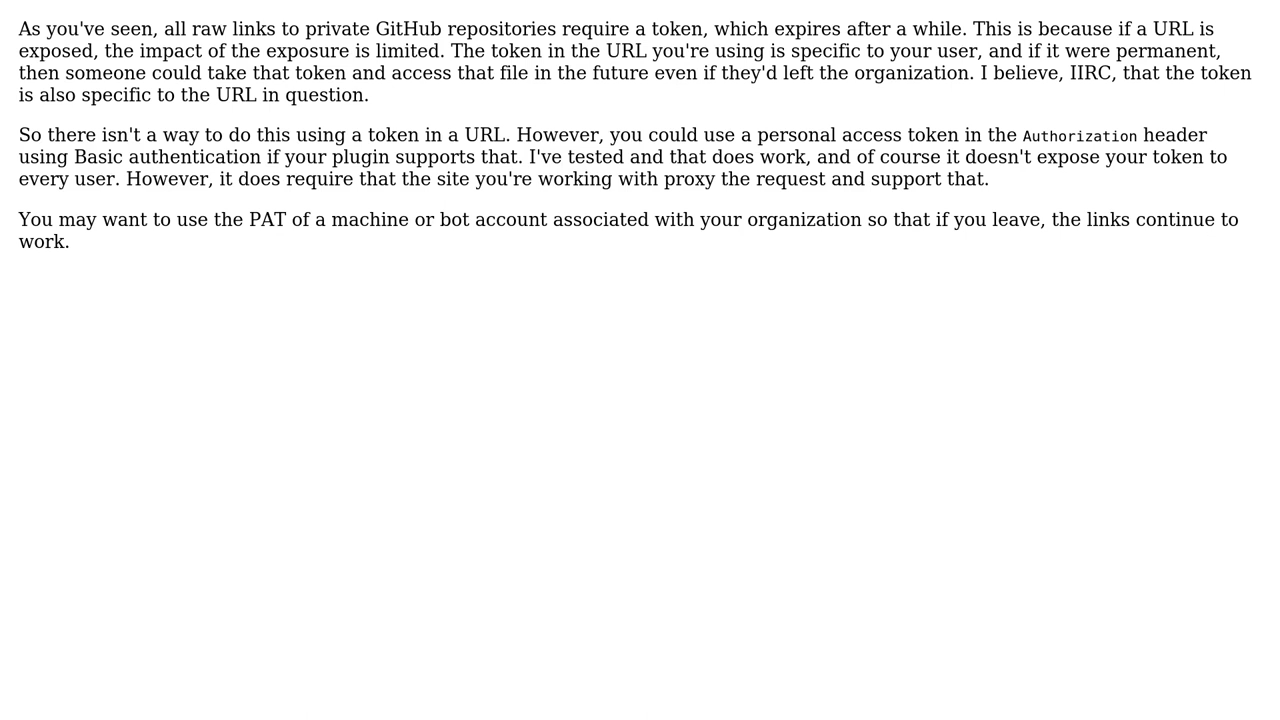 As you've seen, all raw links to private GitHub repositories require a token, which expires after a while. This is because if a URL is
exposed, the impact of the exposure is limited. The token in the URL you're using is specific to your user, and if it were permanent,
then someone could take that token and access that file in the future even if they'd left the organization. I believe, IIRC, that the token
is also specific to the URL in question.
So there isn't a way to do this using a token in a URL. However, you could use a personal access token in the Authorization header
using Basic authentication if your plugin supports that. I've tested and that does work, and of course it doesn't expose your token to
every user. However, it does require that the site you're working with proxy the request and support that.
You may want to use the PAT of a machine or bot account associated with your organization so that if you leave, the links continue to
work.